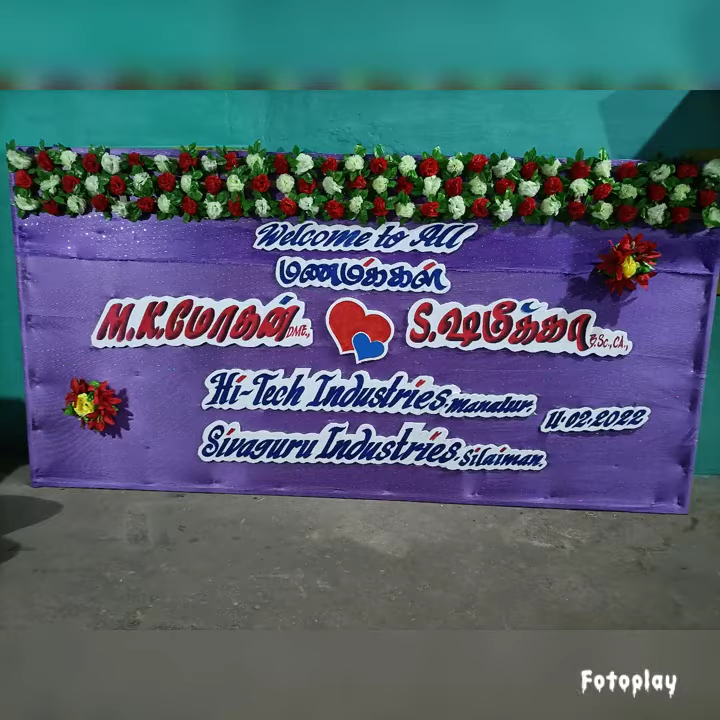 Welcome to All
மணமக்கள்
M.K.மோகன் DME.,
S.ஷமீக்கா B.Sc.,CA.,
Hi-Tech Industries, Manalur.
11-02-2022
Sivaguru Industries, Silaiman.
Fotoplay